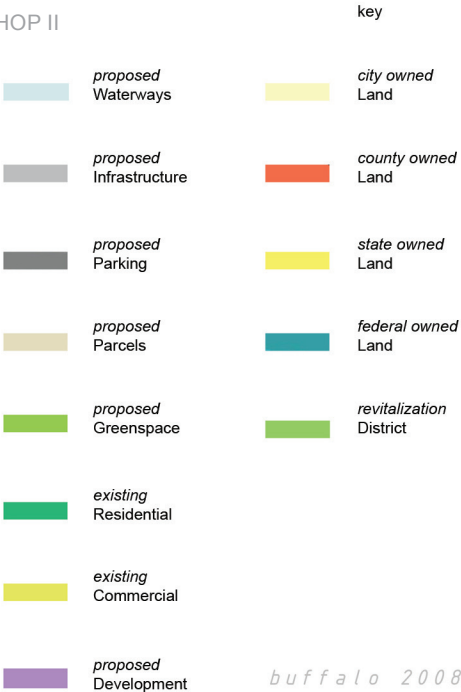 HOP II
key
proposed
Waterways
city owned
Land
proposed
Infrastructure
county owned
Land
proposed
Parking
state owned
Land
proposed
Parcels
federal owned
Land
proposed
Greenspace
revitalization
District
existing
Residential
existing
Commercial
proposed
Development
buffalo 2008